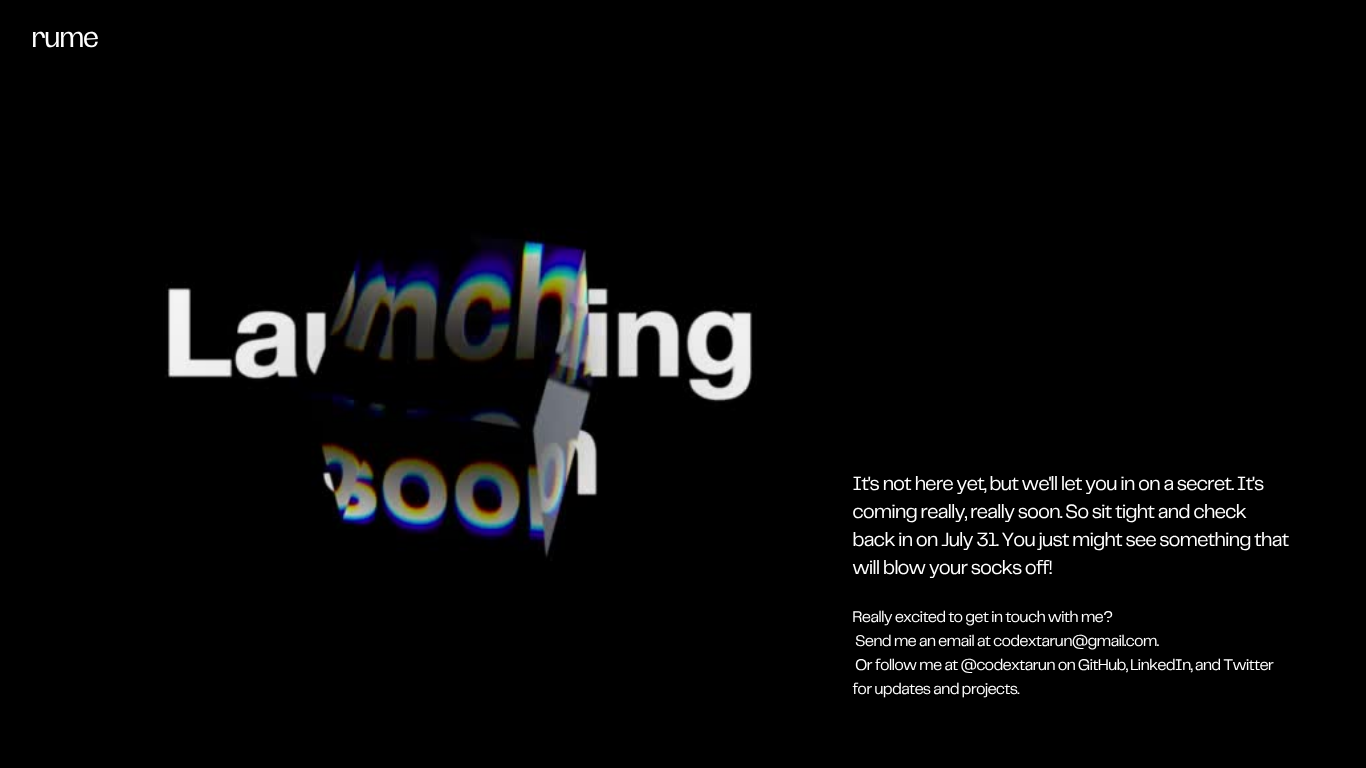 rume
Launching
soon
It's not here yet, but we'll let you in on a secret. It's
coming really, really soon. So sit tight and check
back in on July 31. You just might see something that
will blow your socks off!
Really excited to get in touch with me?
Send me an email at codextarun@gmail.com.
Or follow me at @codextarun on GitHub, LinkedIn, and Twitter
for updates and projects.